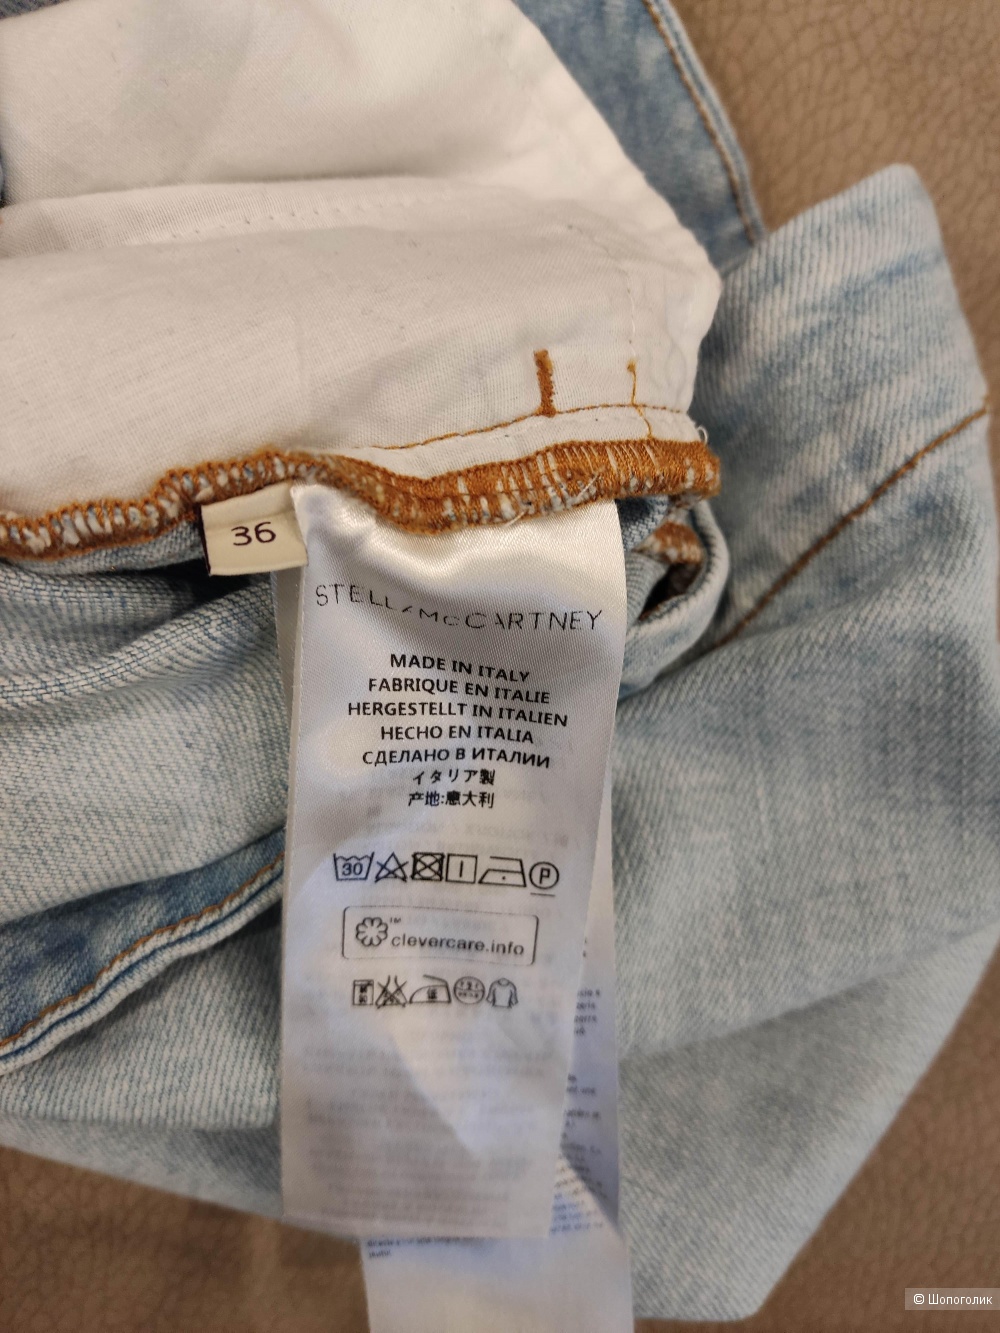 36
STELLA McCARTNEY
MADE IN ITALY
FABRIQUE EN ITALIE
HERGESTELLT IN ITALIEN
HECHO EN ITALIA
СДЕЛАНО В ИТАЛИИ
イタリア製
产地:意大利
30
P
™
clevercare.info
© Шопоголик